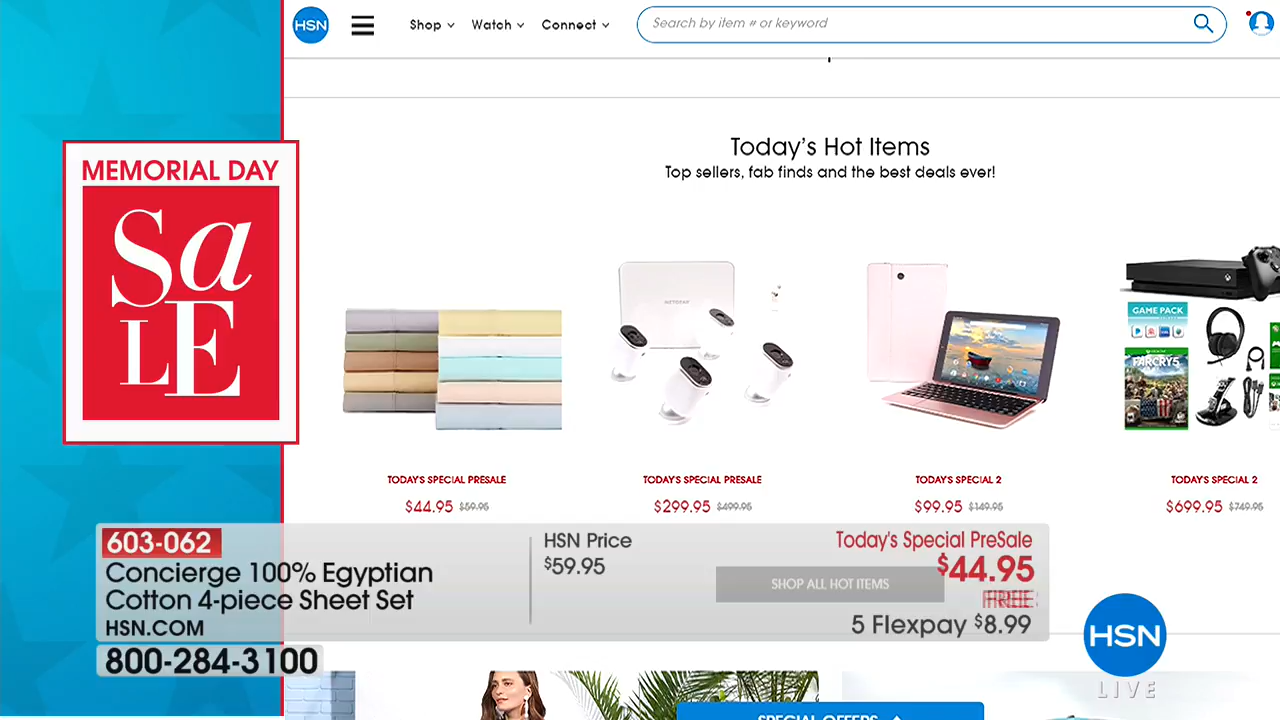 HSN
Shop
Watch
Connect
Search by item # or keyword
MEMORIAL DAY
SaLE
Today's Hot Items
Top sellers, fab finds and the best deals ever!
NETGEAR
GAME PACK
FARCRY5
TODAY'S SPECIAL PRESALE
$44.95 $59.95
TODAY'S SPECIAL PRESALE
$299.95 $499.95
TODAY'S SPECIAL 2
$99.95 $149.95
TODAY'S SPECIAL 2
$699.95 $749.95
603-062
Concierge 100% Egyptian
Cotton 4-piece Sheet Set
HSN.COM
800-284-3100
HSN Price
$59.95
SHOP ALL HOT ITEMS
Today's Special PreSale
$44.95
5 Flexpay $8.99
HSN
LIVE
SPECIAL OFFERS